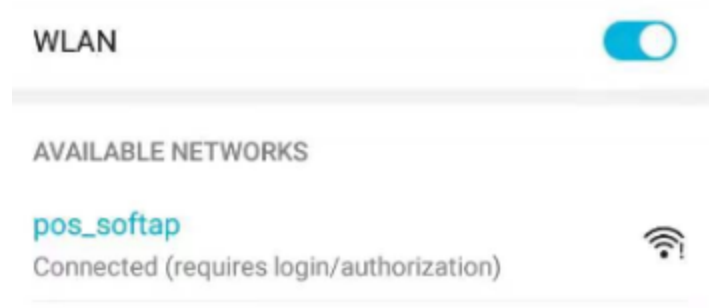 WLAN
AVAILABLE NETWORKS
pos_softap
Connected (requires login/authorization)